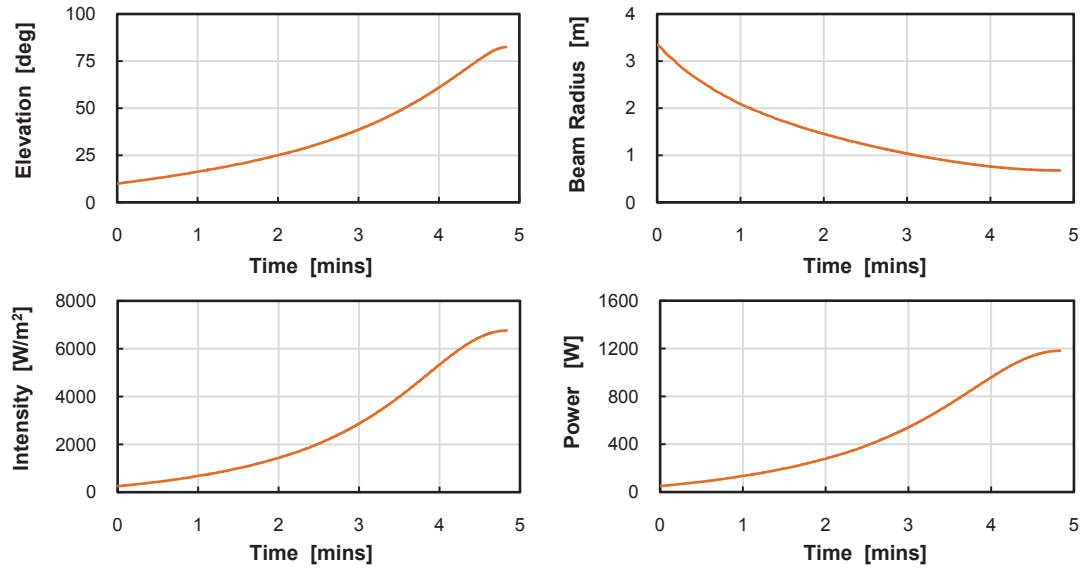 100
75
50
25
0
Elevation [deg]
0 1 2 3 4 5
Time [mins]
4
3
2
1
0
Beam Radius [m]
0 1 2 3 4 5
Time [mins]
8000
6000
4000
2000
0
Intensity [W/m²]
0 1 2 3 4 5
Time [mins]
1600
1200
800
400
0
Power [W]
0 1 2 3 4 5
Time [mins]